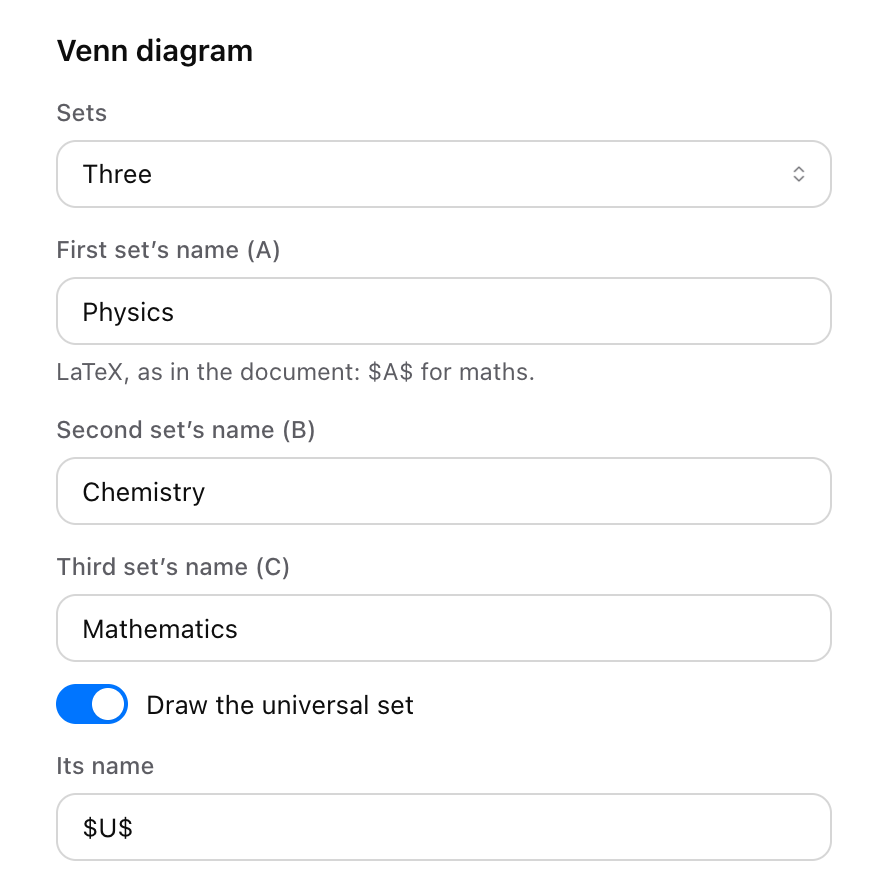 Venn diagram
Sets
Three
First set’s name (A)
Physics
LaTeX, as in the document: $A$ for maths.
Second set’s name (B)
Chemistry
Third set’s name (C)
Mathematics
Draw the universal set
Its name
$U$